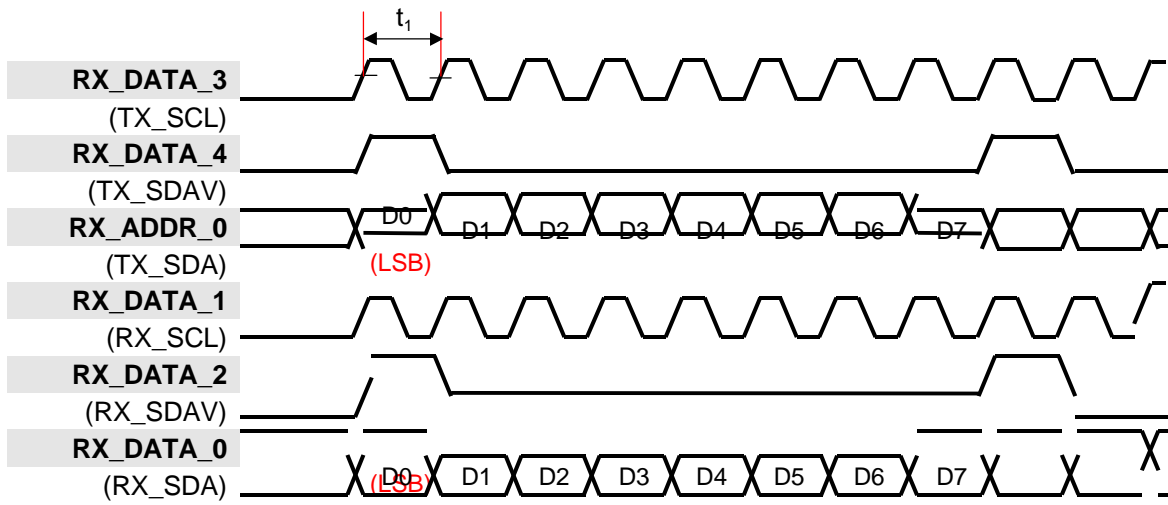 t1
RX_DATA_3
(TX_SCL)
RX_DATA_4
(TX_SDAV)
RX_ADDR_0
D0 D1 D2 D3 D4 D5 D6 D7
(TX_SDA)
(LSB)
RX_DATA_1
(RX_SCL)
RX_DATA_2
(RX_SDAV)
RX_DATA_0
(RX_SDA)
D0 D1 D2 D3 D4 D5 D6 D7
(LSB)